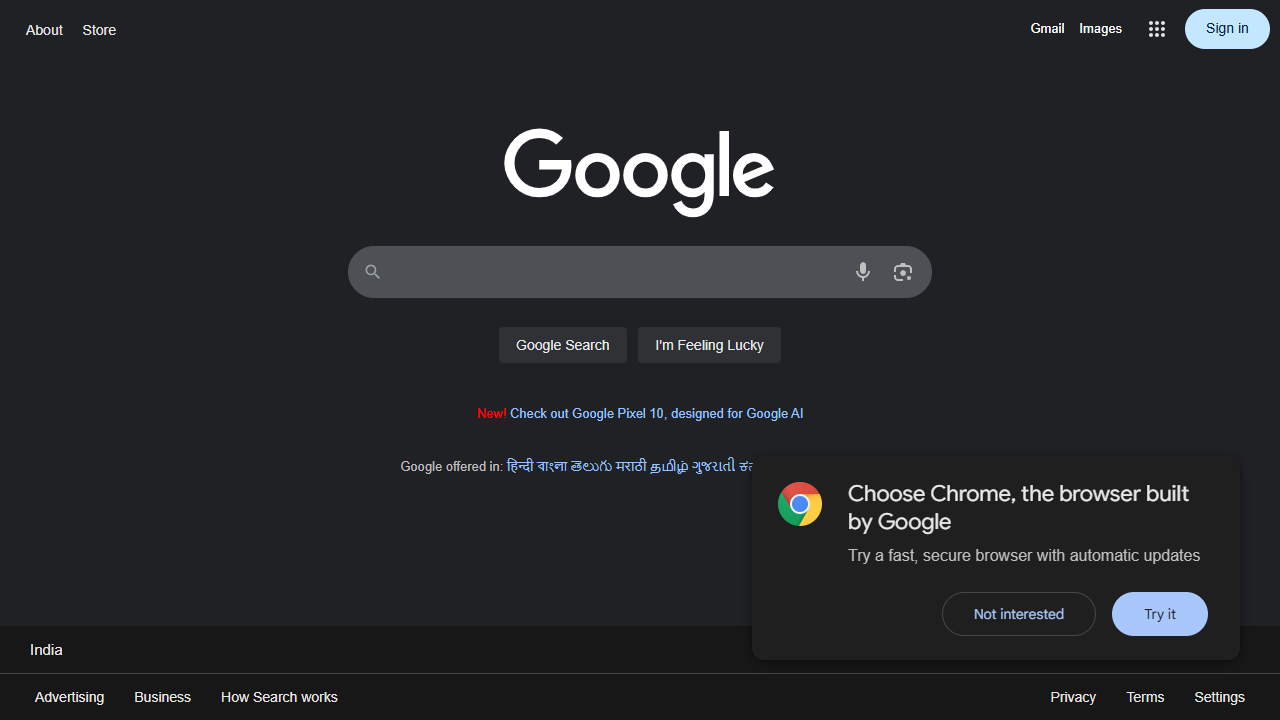 About Store
Gmail Images Sign in
Google
Google Search I'm Feeling Lucky
New! Check out Google Pixel 10, designed for Google AI
Google offered in: हिन्दी বাংলা తెలుగు मराठी தமிழ் ગુજરાતી
Choose Chrome, the browser built
by Google
Try a fast, secure browser with automatic updates
Not interested Try it
India
Advertising Business How Search works
Privacy Terms Settings